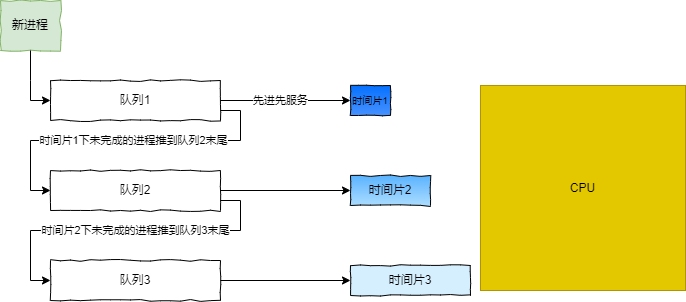 新进程
队列1
先进先服务
时间片1
时间片1下未完成的进程推到队列2末尾
队列2
时间片2
CPU
时间片2下未完成的进程推到队列3末尾
队列3
时间片3